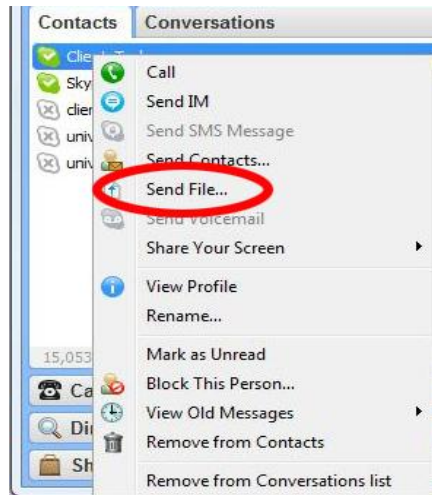 Contacts Conversations
Call
Sky
Send IM
clien
Send SMS Message
univ
Send Contacts...
univ
Send File...
Send Voicemail
Share Your Screen
View Profile
Rename...
Mark as Unread
15,053
Block This Person...
Ca
View Old Messages
Di
Remove from Contacts
Sh
Remove from Conversations list